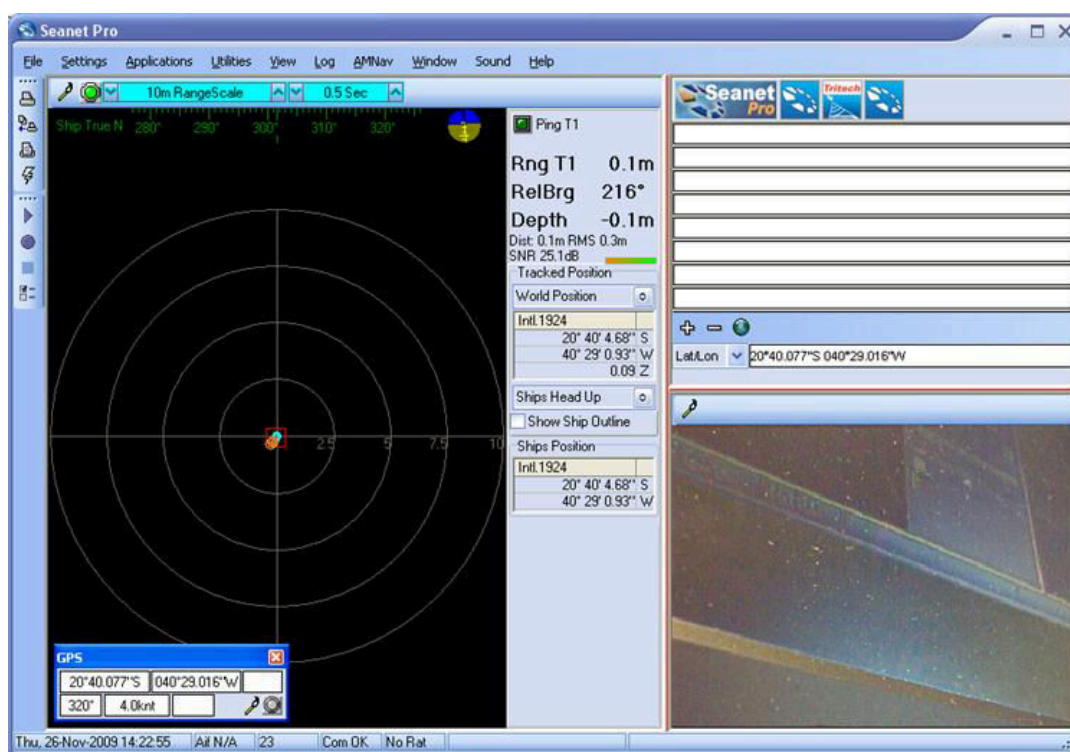 Seanet Pro
File Settings Applications Utilities View Log AMNav Window Sound Help
10m RangeScale 0.5 Sec
Ship True N 280° 290° 300° 310° 320°
Ping T1
Rng T1 0.1m
RelBrg 216°
Depth -0.1m
Dist: 0.1m RMS 0.3m
SNR 25.1dB
Tracked Position
World Position
Intl.1924
20° 40' 4.68" S
40° 29' 0.93" W
0.09 Z
Ships Head Up
Show Ship Outline
Ships Position
Intl.1924
20° 40' 4.68" S
40° 29' 0.93" W
2.5 5 7.5 10
GPS
20°40.077"S 040°29.016"W
320° 4.0knt
Seanet Pro Tritech
Lat/Lon 20°40.077"S 040°29.016"W
Thu, 26-Nov-2009 14:22:55 Aif N/A 23 Com OK No Rat